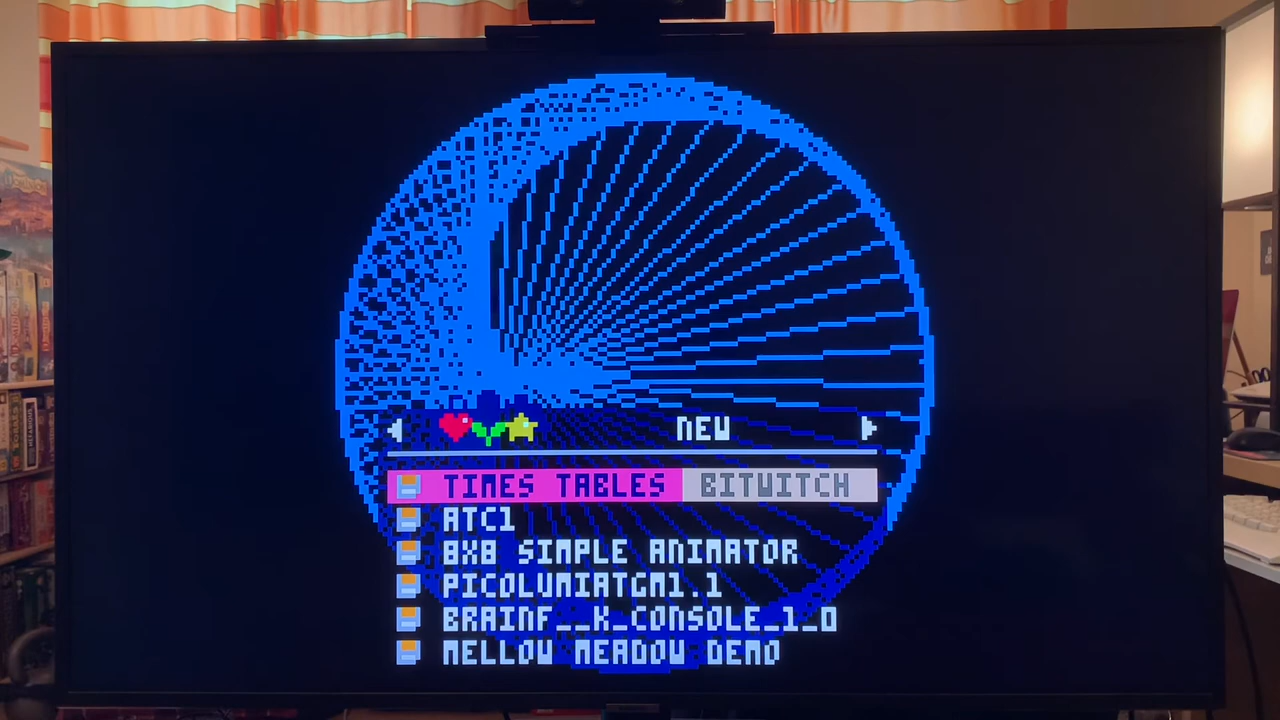 NEW
TIMES TABLES BITWITCH
ATC1
8X8 SIMPLE ANIMATOR
PICOLUMIATGM1.1
BRAINF__K_CONSOLE_1_0
MELLOW MEADOW DEMO